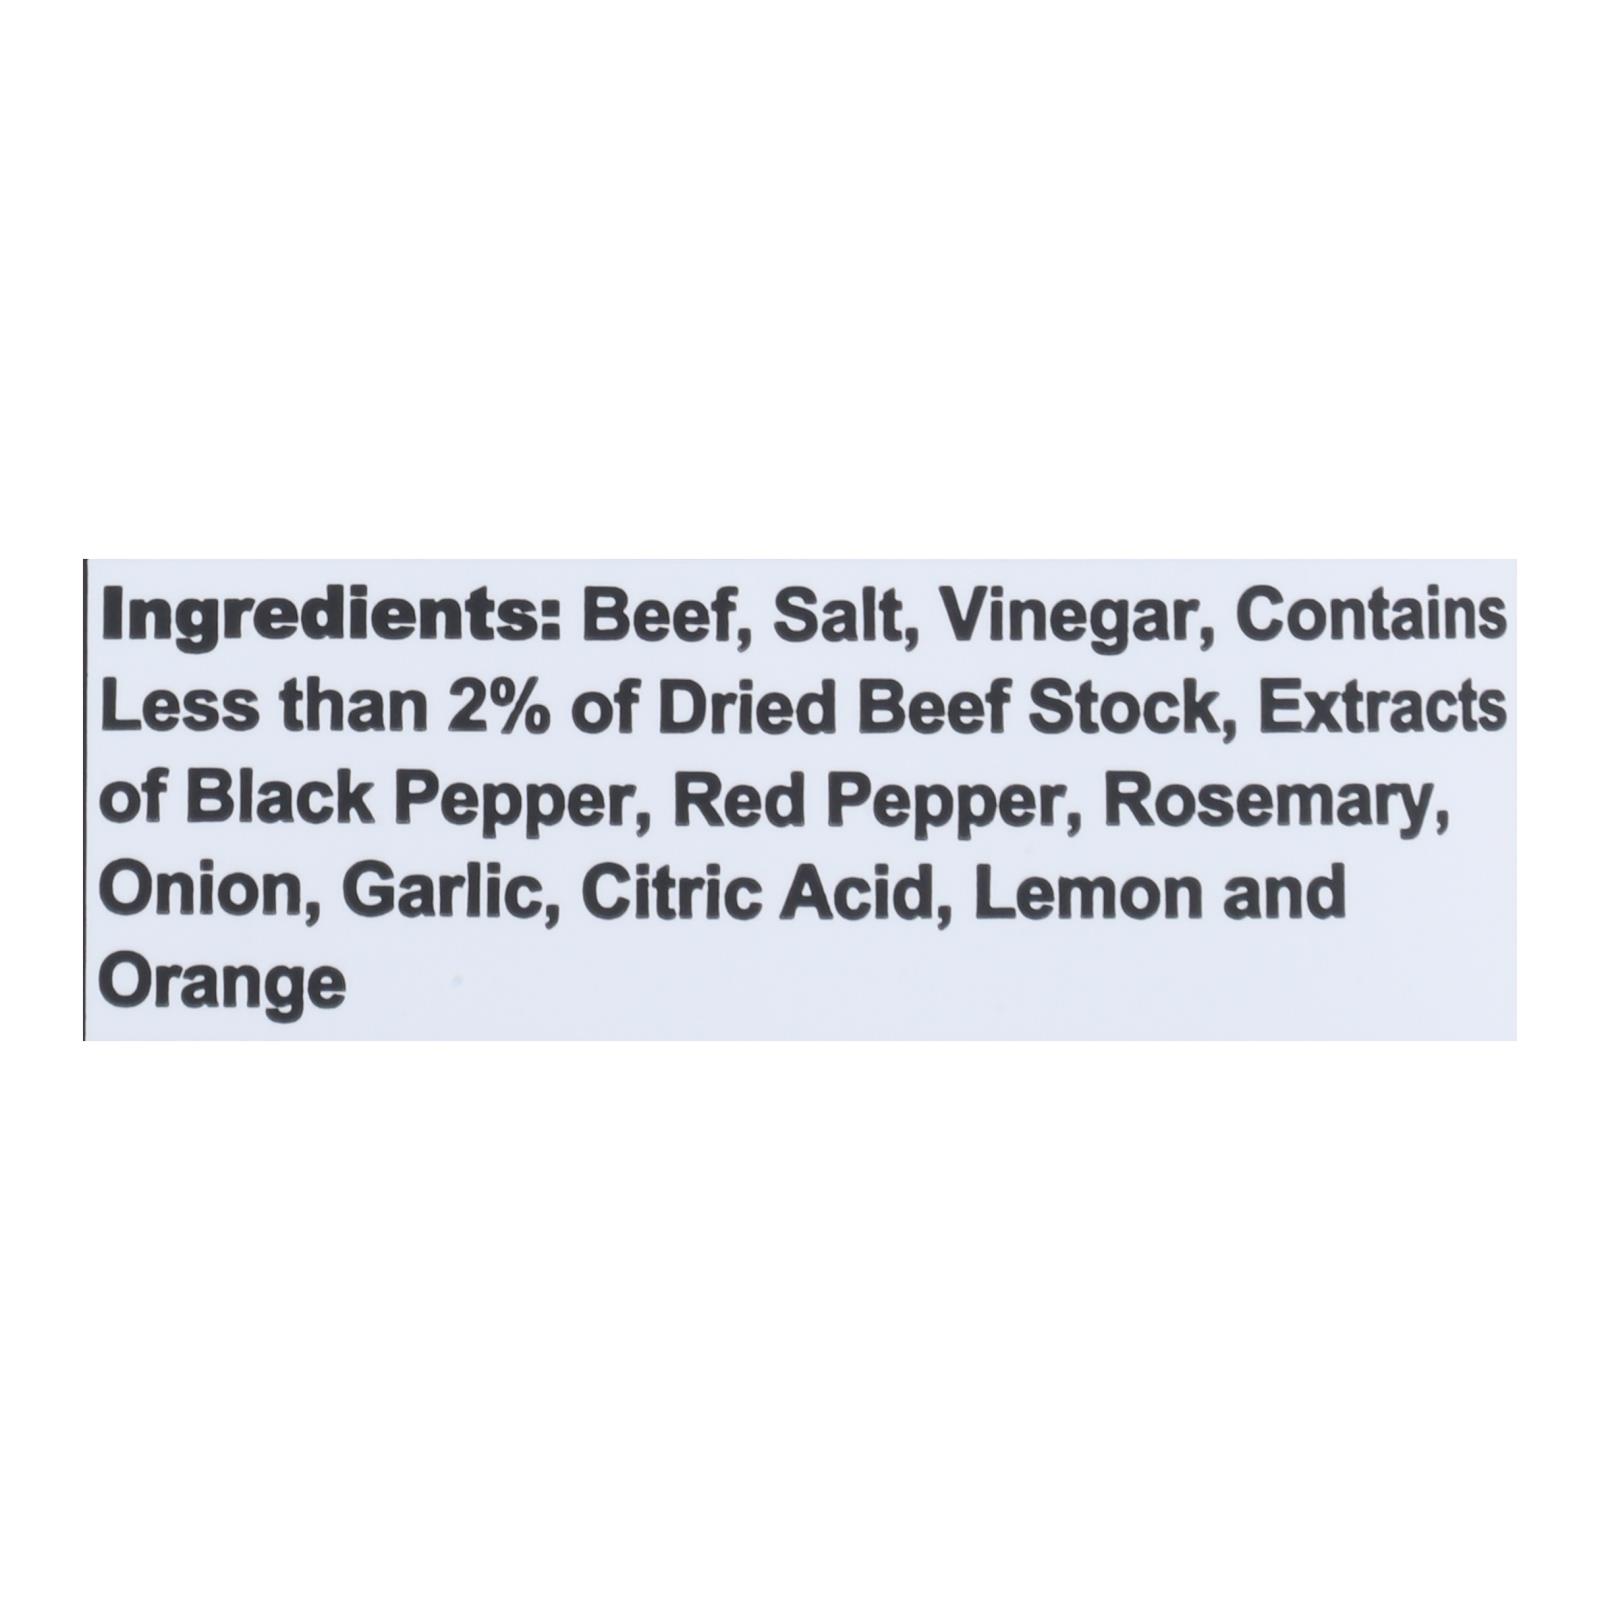 Ingredients: Beef, Salt, Vinegar, Contains
Less than 2% of Dried Beef Stock, Extracts
of Black Pepper, Red Pepper, Rosemary,
Onion, Garlic, Citric Acid, Lemon and
Orange